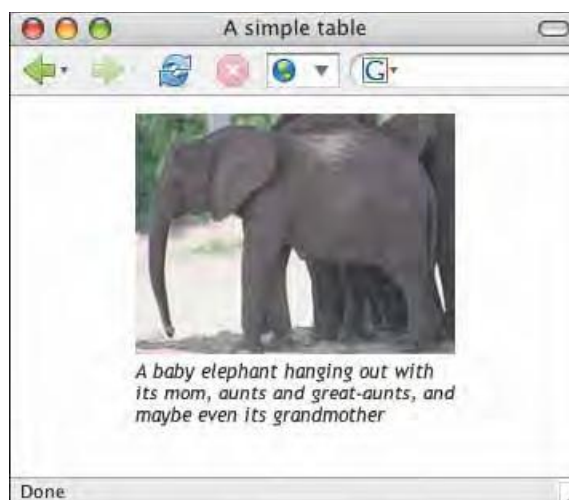 A simple table
G
A baby elephant hanging out with
its mom, aunts and great-aunts, and
maybe even its grandmother
Done